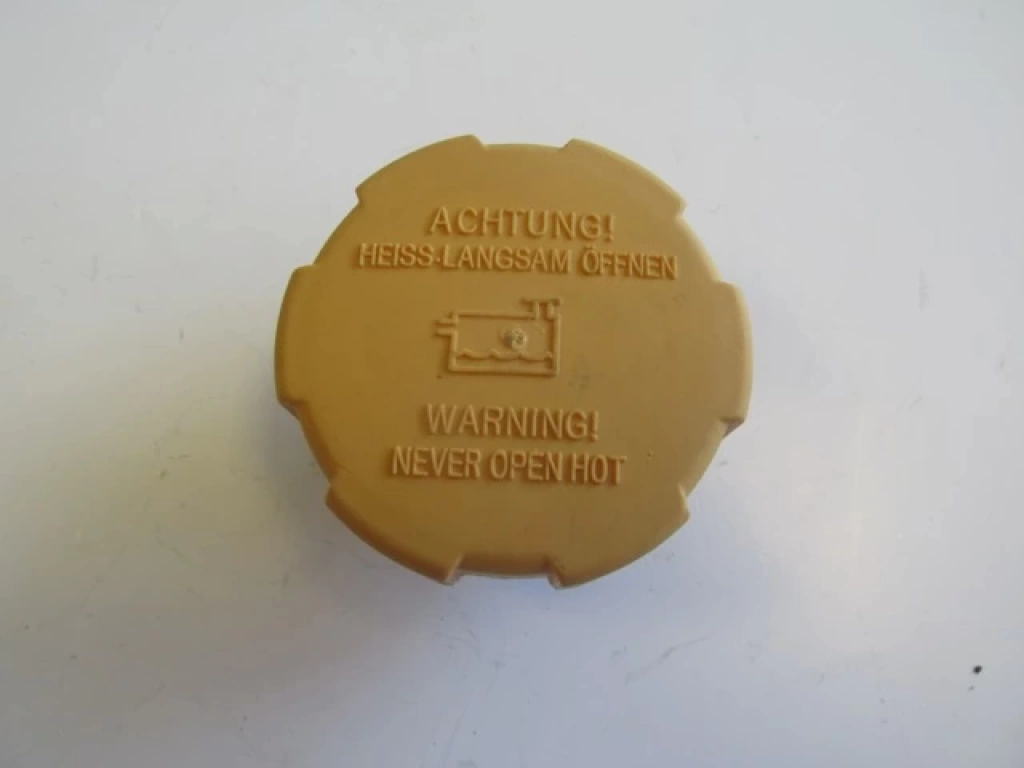 ACHTUNG!
HEISS-LANGSAM ÖFFNEN
WARNING!
NEVER OPEN HOT